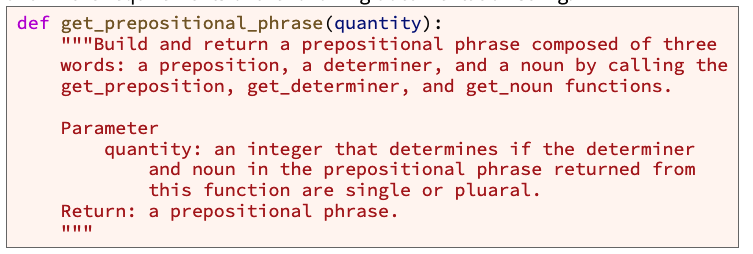 def get_prepositional_phrase(quantity):
    """Build and return a prepositional phrase composed of three
    words: a preposition, a determiner, and a noun by calling the
    get_preposition, get_determiner, and get_noun functions.

    Parameter
        quantity: an integer that determines if the determiner
            and noun in the prepositional phrase returned from
            this function are single or pluaral.
    Return: a prepositional phrase.
    """